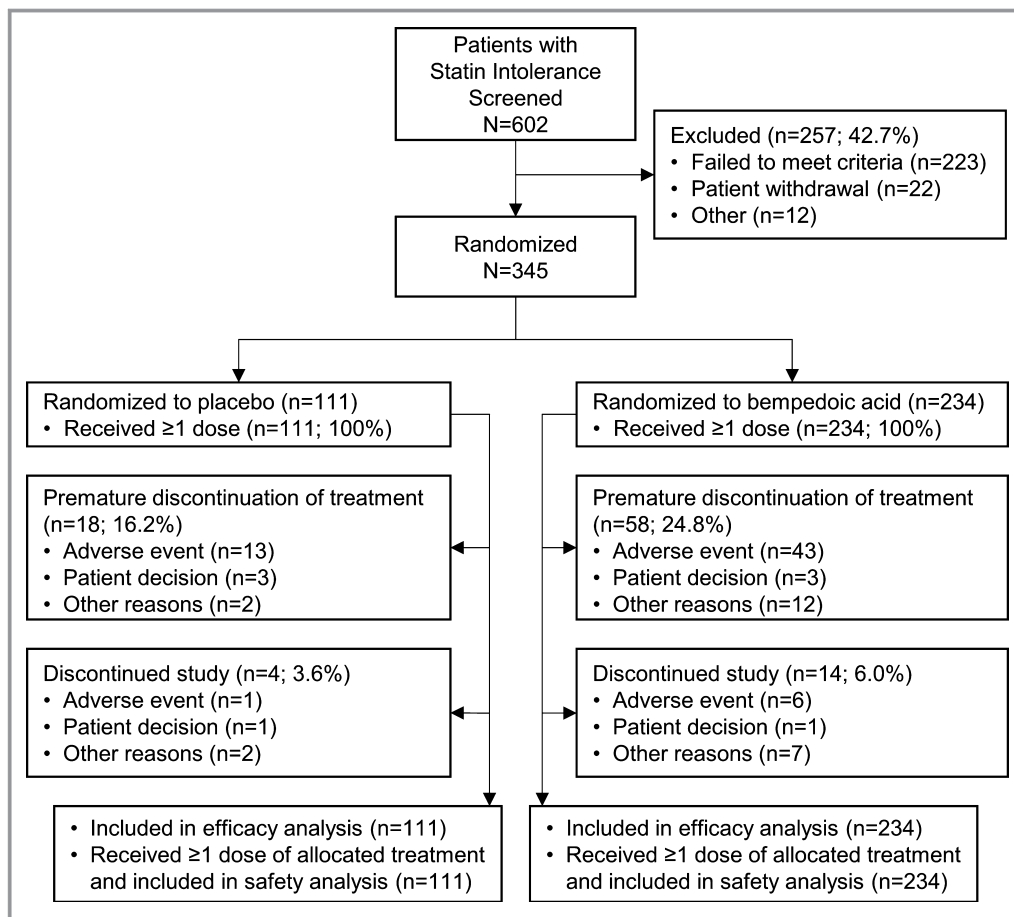 Patients with
Statin Intolerance
Screened
N=602
Excluded (n=257; 42.7%)
• Failed to meet criteria (n=223)
• Patient withdrawal (n=22)
• Other (n=12)
Randomized
N=345
Randomized to placebo (n=111)
• Received ≥1 dose (n=111; 100%)
Randomized to bempedoic acid (n=234)
• Received ≥1 dose (n=234; 100%)
Premature discontinuation of treatment
(n=18; 16.2%)
• Adverse event (n=13)
• Patient decision (n=3)
• Other reasons (n=2)
Premature discontinuation of treatment
(n=58; 24.8%)
• Adverse event (n=43)
• Patient decision (n=3)
• Other reasons (n=12)
Discontinued study (n=4; 3.6%)
• Adverse event (n=1)
• Patient decision (n=1)
• Other reasons (n=2)
Discontinued study (n=14; 6.0%)
• Adverse event (n=6)
• Patient decision (n=1)
• Other reasons (n=7)
• Included in efficacy analysis (n=111)
• Received ≥1 dose of allocated treatment
and included in safety analysis (n=111)
• Included in efficacy analysis (n=234)
• Received ≥1 dose of allocated treatment
and included in safety analysis (n=234)